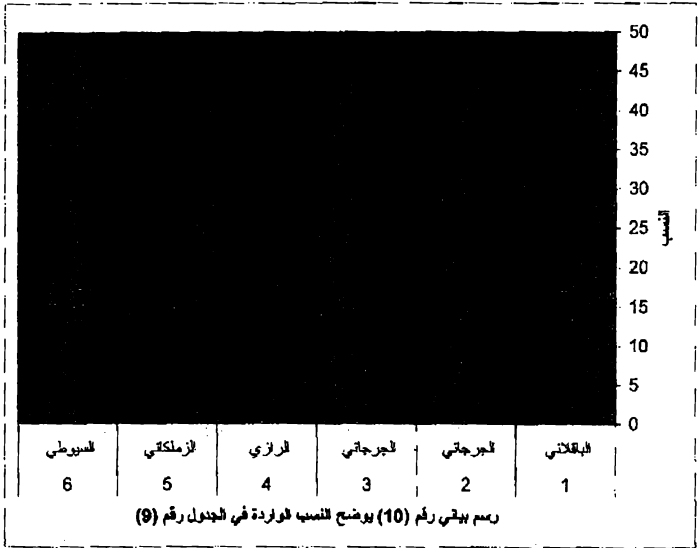 50
45
40
35
30
25
20
15
10
5
0
النسب
الباقلاني الجرجاني الجرجاني الرازي الزملكاني السيوطي
1 2 3 4 5 6
رسم بياني رقم (10) يوضح النسب الواردة في الجدول رقم (9)